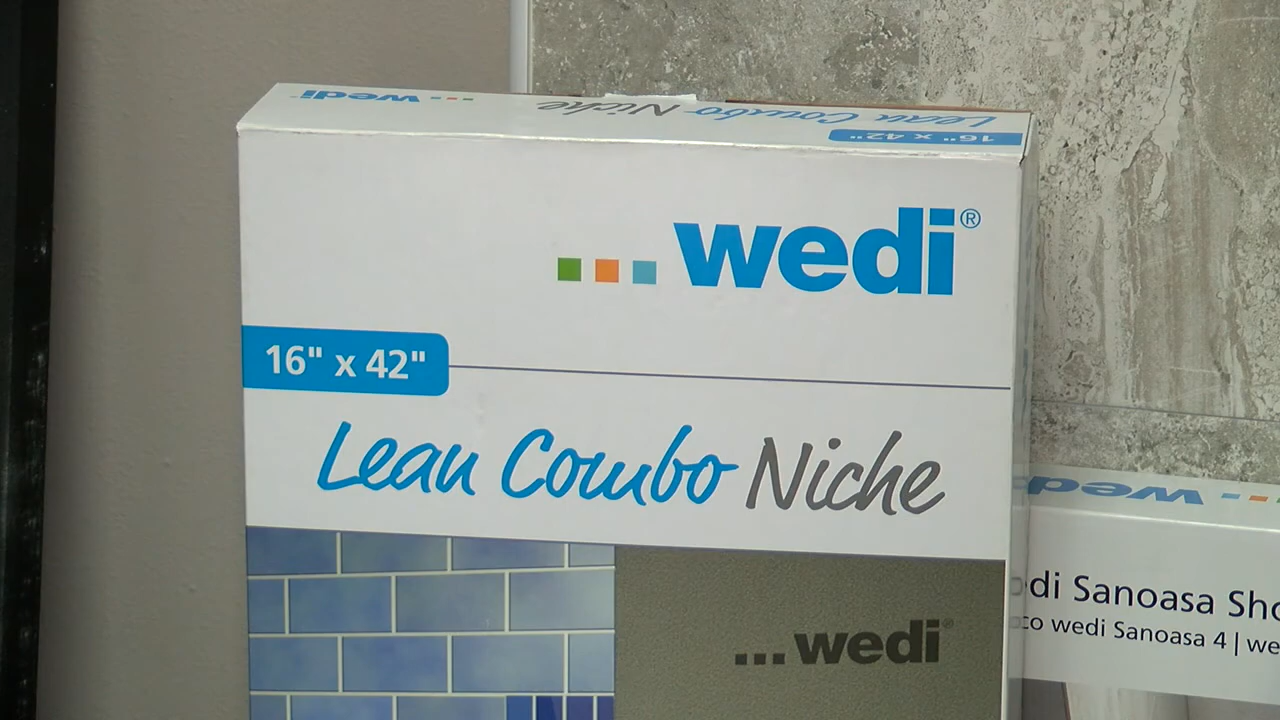 wedi
Lean Combo Niche
16" x 42"
...wedi®
16" x 42"
Lean Combo Niche
...wedi
wedi
di Sanoasa Sho
co wedi Sanoasa 4 | we